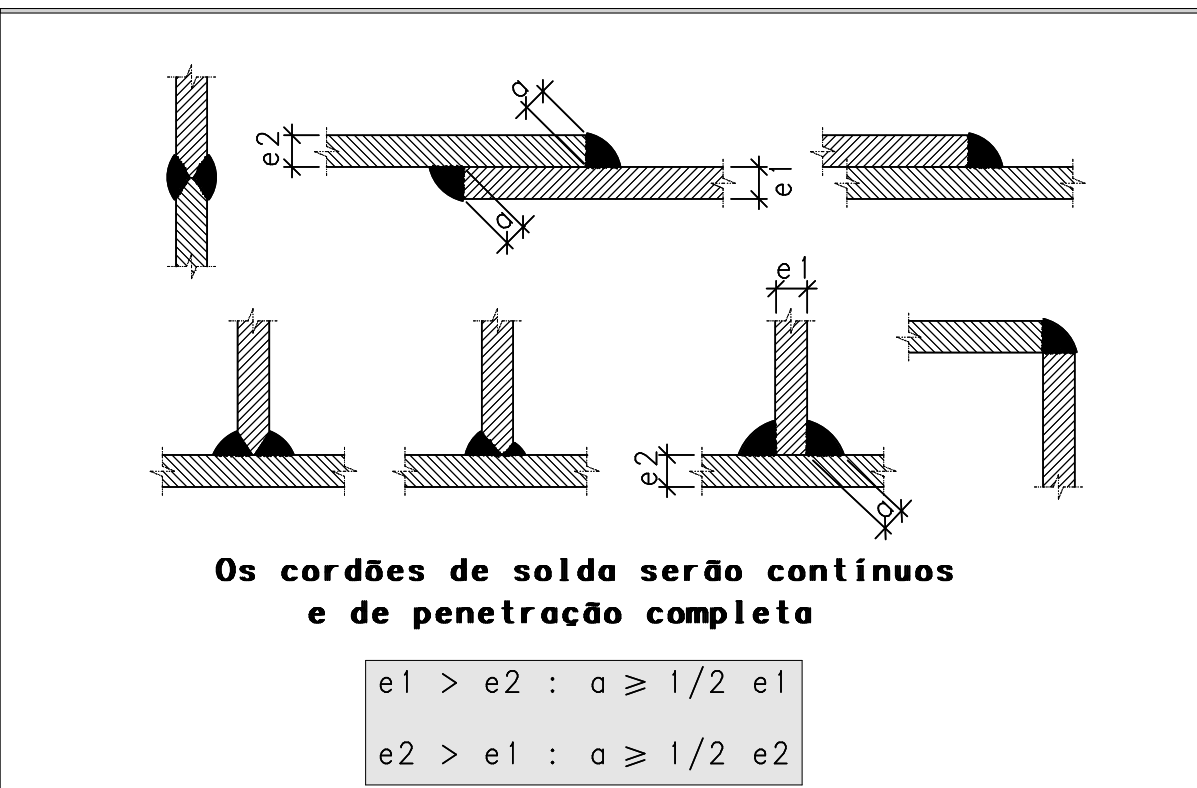 a
e2
e1
a
e1
e2
a
Os cordões de solda serão contínuos
e de penetração completa
e1 > e2 : a ⩾ 1/2 e1
e2 > e1 : a ⩾ 1/2 e2